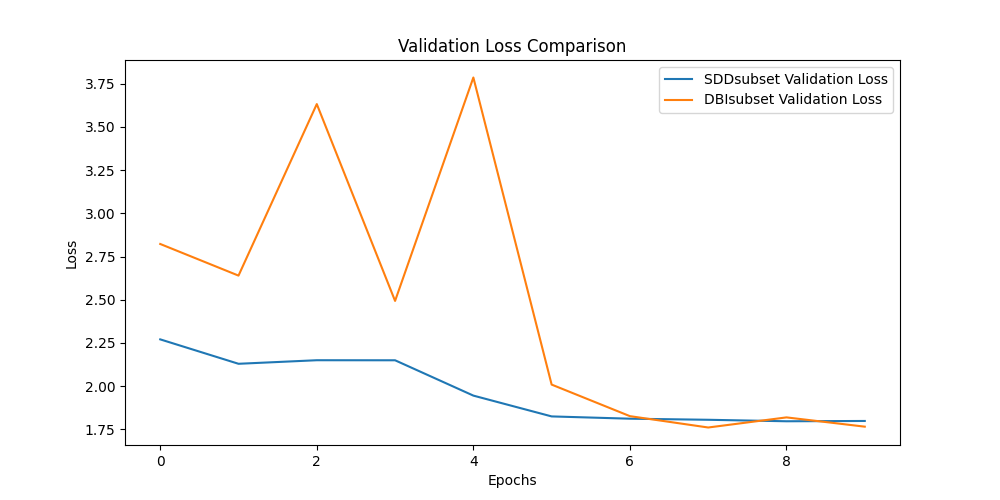 Validation Loss Comparison
SDDsubset Validation Loss
DBIsubset Validation Loss
3.75
3.50
3.25
3.00
2.75
2.50
2.25
2.00
1.75
Loss
0 2 4 6 8
Epochs